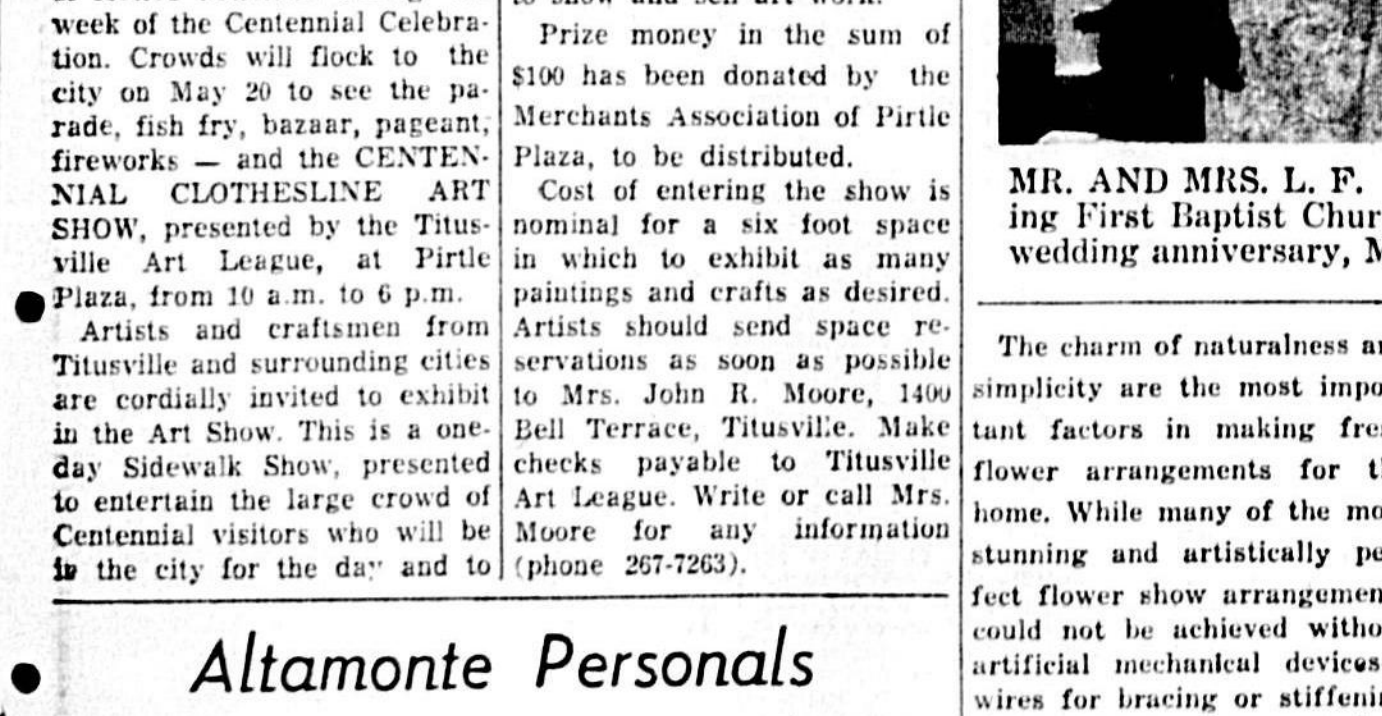 week of the Centennial Celebra-
tion. Crowds will flock to the
city on May 20 to see the pa-
rade, fish fry, bazaar, pageant,
fireworks — and the CENTEN-
NIAL CLOTHESLINE ART
SHOW, presented by the Titus-
ville Art League, at Pirtle
Plaza, from 10 a.m. to 6 p.m.
Artists and craftsmen from
Titusville and surrounding cities
are cordially invited to exhibit
in the Art Show. This is a one-
day Sidewalk Show, presented
to entertain the large crowd of
Centennial visitors who will be
in the city for the day and to
to show and sell art work.
Prize money in the sum of
$100 has been donated by the
Merchants Association of Pirtle
Plaza, to be distributed.
Cost of entering the show is
nominal for a six foot space
in which to exhibit as many
paintings and crafts as desired.
Artists should send space re-
servations as soon as possible
to Mrs. John R. Moore, 1400
Bell Terrace, Titusville. Make
checks payable to Titusville
Art League. Write or call Mrs.
Moore for any information
(phone 267-7263).
Altamonte Personals
MR. AND MRS. L. F.
ing First Baptist Chur
wedding anniversary, M
The charm of naturalness an
simplicity are the most impo
tant factors in making fre
flower arrangements for t
home. While many of the mo
stunning and artistically pe
fect flower show arrangemen
could not be achieved witho
artificial mechanical devices
wires for bracing or stiffeni